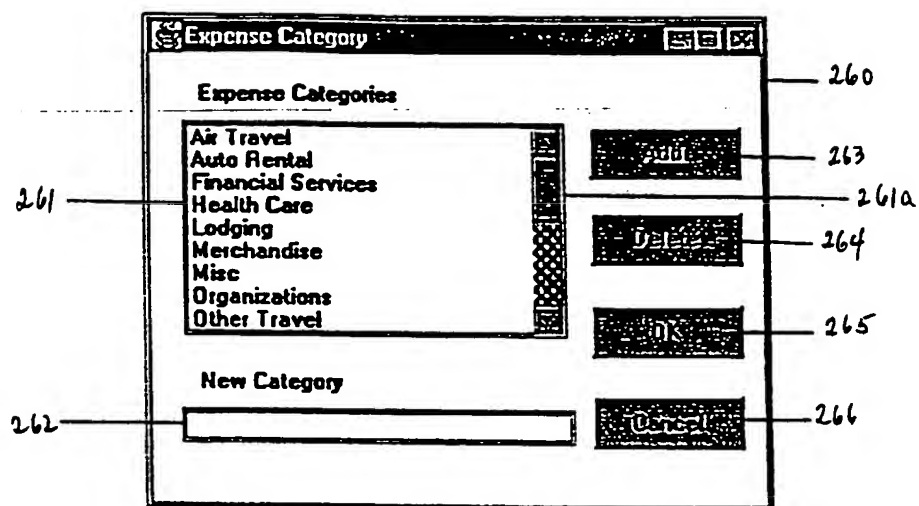 Expense Category
260
Expense Categories
Air Travel
Auto Rental
Financial Services
Health Care
Lodging
Merchandise
Misc
Organizations
Other Travel
261
261a
Add
263
Delete
264
OK
265
New Category
262
Cancel
266